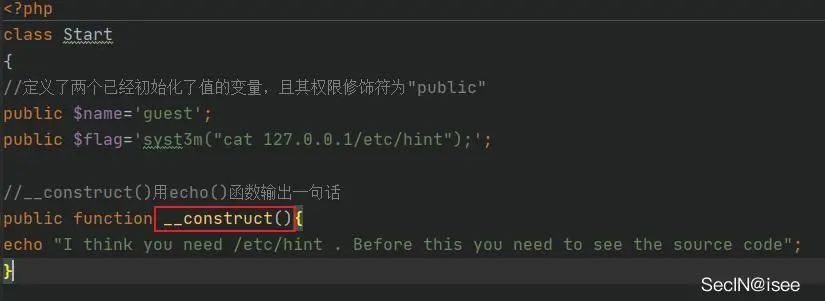 <?php
class Start
{
//定义了两个已经初始化了值的变量，且其权限修饰符为"public"
public $name='guest';
public $flag='syst3m("cat 127.0.0.1/etc/hint");';
//__construct()用echo()函数输出一句话
public function __construct(){
echo "I think you need /etc/hint . Before this you need to see the source code";
}
SecIN@isee